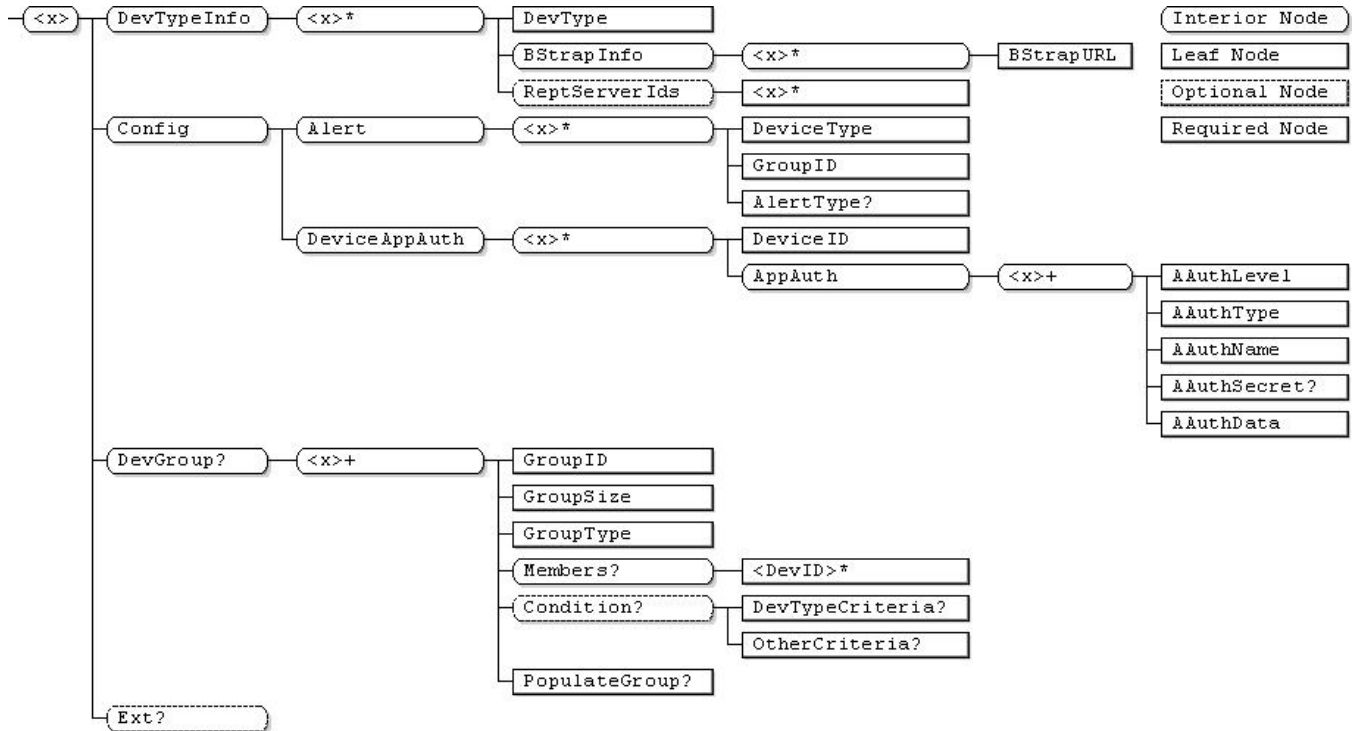 <x> DevTypeInfo <x>* DevType Interior Node
BStrapInfo <x>* BStrapURL Leaf Node
ReptServerIds <x>* Optional Node
Config Alert <x>* DeviceType Required Node
GroupID
AlertType?
DeviceAppAuth <x>* DeviceID
AppAuth <x>+ AAuthLevel
AAuthType
AAuthName
AAuthSecret?
AAuthData
DevGroup? <x>+ GroupID
GroupSize
GroupType
Members? <DevID>*
Condition? DevTypeCriteria?
OtherCriteria?
PopulateGroup?
Ext?